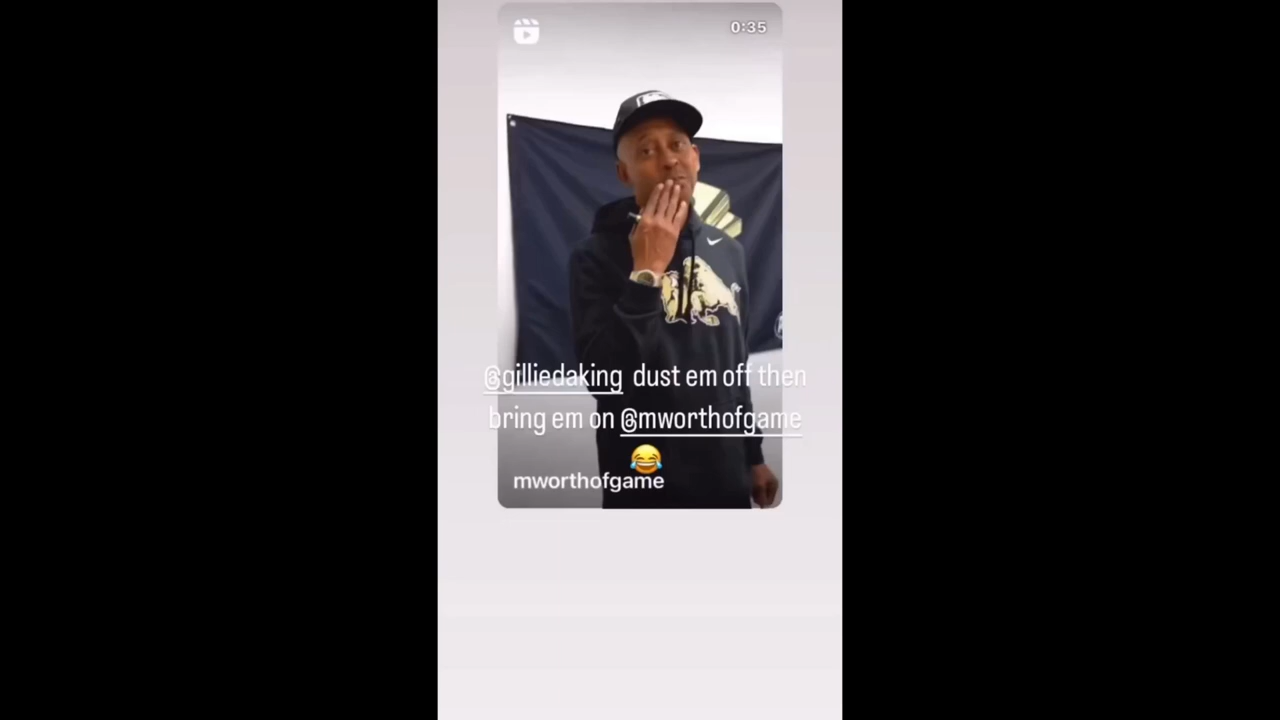 0:35
@gilliedaking dust em off then
bring em on @mworthofgame
😂
mworthofgame